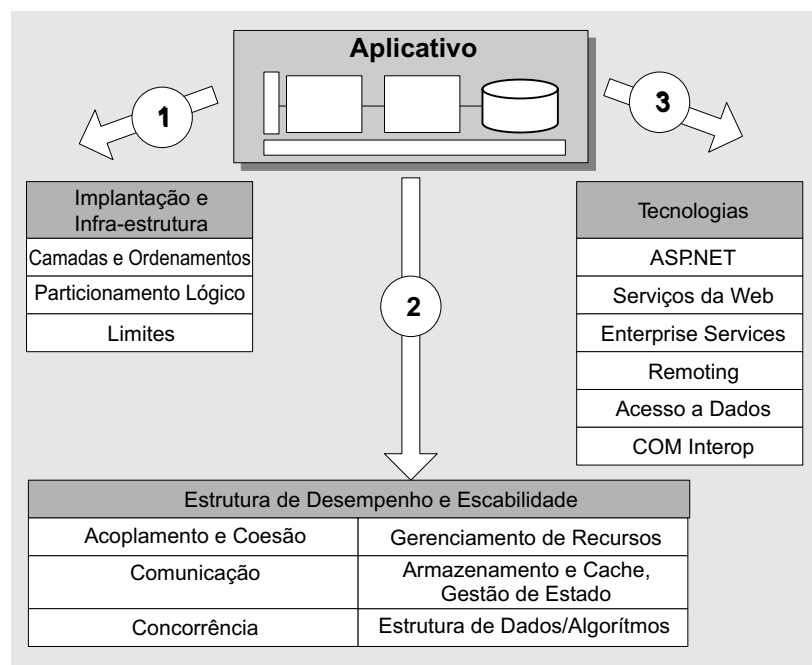 Aplicativo
1
3
2
Implantação e
Infra-estrutura
Camadas e Ordenamentos
Particionamento Lógico
Limites
Tecnologias
ASP.NET
Serviços da Web
Enterprise Services
Remoting
Acesso a Dados
COM Interop
Estrutura de Desempenho e Escabilidade
Acoplamento e Coesão
Gerenciamento de Recursos
Comunicação
Armazenamento e Cache,
Gestão de Estado
Concorrência
Estrutura de Dados/Algorítmos